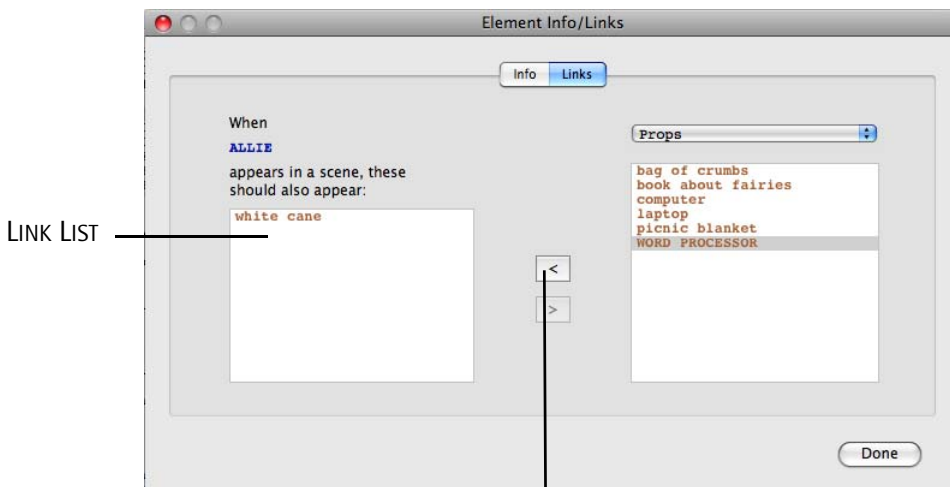 Element Info/Links
Info
Links
When
ALLIE
appears in a scene, these
should also appear:
white cane
LINK LIST
<
>
Props
bag of crumbs
book about fairies
computer
laptop
picnic blanket
WORD PROCESSOR
Done